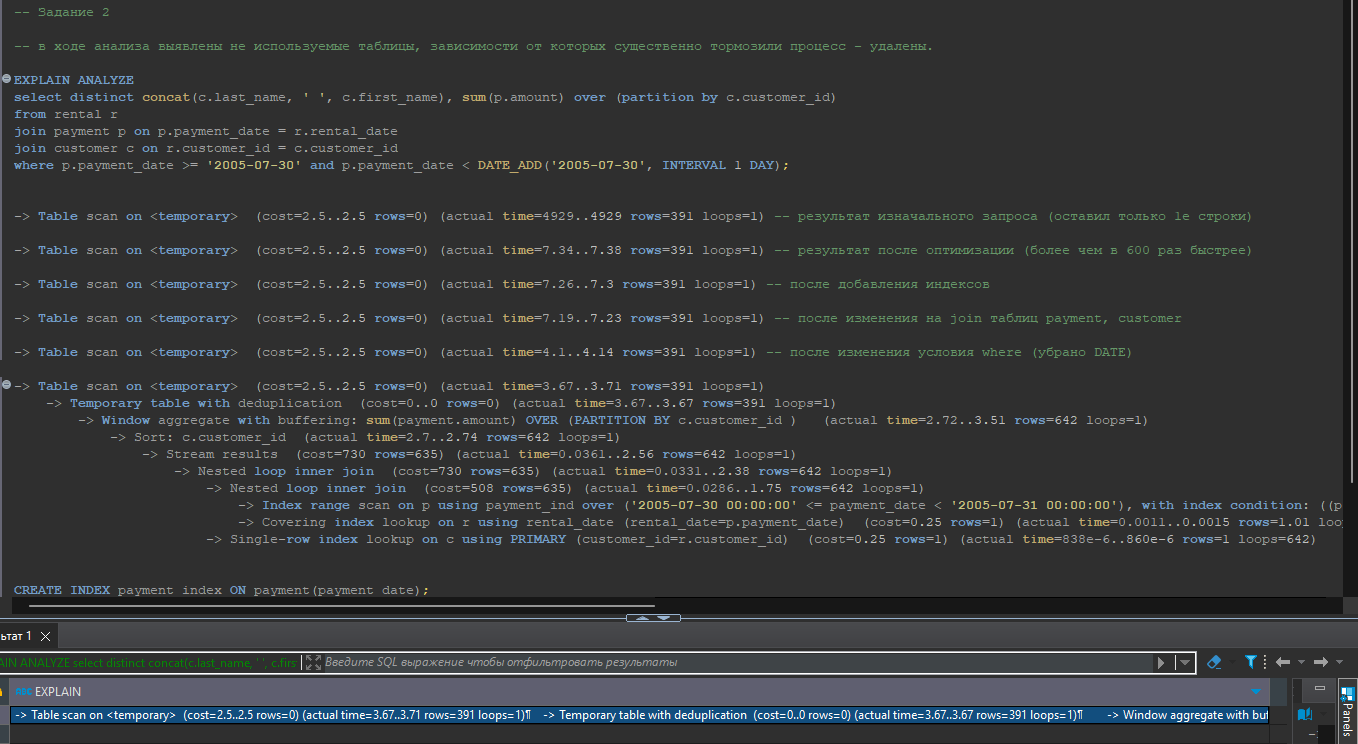 -- Задание 2
-- в ходе анализа выявлены не используемые таблицы, зависимости от которых существенно тормозили процесс - удалены.
EXPLAIN ANALYZE
select distinct concat(c.last_name, ' ', c.first_name), sum(p.amount) over (partition by c.customer_id)
from rental r
join payment p on p.payment_date = r.rental_date
join customer c on r.customer_id = c.customer_id
where p.payment_date >= '2005-07-30' and p.payment_date < DATE_ADD('2005-07-30', INTERVAL 1 DAY);
-> Table scan on <temporary>  (cost=2.5..2.5 rows=0) (actual time=4929..4929 rows=391 loops=1) -- результат изначального запроса (оставил только 1е строки)
-> Table scan on <temporary>  (cost=2.5..2.5 rows=0) (actual time=7.34..7.38 rows=391 loops=1) -- результат после оптимизации (более чем в 600 раз быстрее)
-> Table scan on <temporary>  (cost=2.5..2.5 rows=0) (actual time=7.26..7.3 rows=391 loops=1) -- после добавления индексов
-> Table scan on <temporary>  (cost=2.5..2.5 rows=0) (actual time=7.19..7.23 rows=391 loops=1) -- после изменения на join таблиц payment, customer
-> Table scan on <temporary>  (cost=2.5..2.5 rows=0) (actual time=4.1..4.14 rows=391 loops=1) -- после изменения условия where (убрано DATE)
-> Table scan on <temporary>  (cost=2.5..2.5 rows=0) (actual time=3.67..3.71 rows=391 loops=1)
-> Temporary table with deduplication  (cost=0..0 rows=0) (actual time=3.67..3.67 rows=391 loops=1)
-> Window aggregate with buffering: sum(payment.amount) OVER (PARTITION BY c.customer_id )   (actual time=2.72..3.51 rows=642 loops=1)
-> Sort: c.customer_id  (actual time=2.7..2.74 rows=642 loops=1)
-> Stream results  (cost=730 rows=635) (actual time=0.0361..2.56 rows=642 loops=1)
-> Nested loop inner join  (cost=730 rows=635) (actual time=0.0331..2.38 rows=642 loops=1)
-> Nested loop inner join  (cost=508 rows=635) (actual time=0.0286..1.75 rows=642 loops=1)
-> Index range scan on p using payment_ind over ('2005-07-30 00:00:00' <= payment_date < '2005-07-31 00:00:00'), with index condition: ((p
-> Covering index lookup on r using rental_date (rental_date=p.payment_date)  (cost=0.25 rows=1) (actual time=0.0011..0.0015 rows=1.01 loo
-> Single-row index lookup on c using PRIMARY (customer_id=r.customer_id)  (cost=0.25 rows=1) (actual time=838e-6..860e-6 rows=1 loops=642)
CREATE INDEX payment_index ON payment(payment_date);
ьтат 1
AIN ANALYZE select distinct concat(c.last_name, ' ', c.firs
Введите SQL выражение чтобы отфильтровать результаты
ABC EXPLAIN
-> Table scan on <temporary>  (cost=2.5..2.5 rows=0) (actual time=3.67..3.71 rows=391 loops=1)¶    -> Temporary table with deduplication  (cost=0..0 rows=0) (actual time=3.67..3.67 rows=391 loops=1)¶        -> Window aggregate with buf
Panels